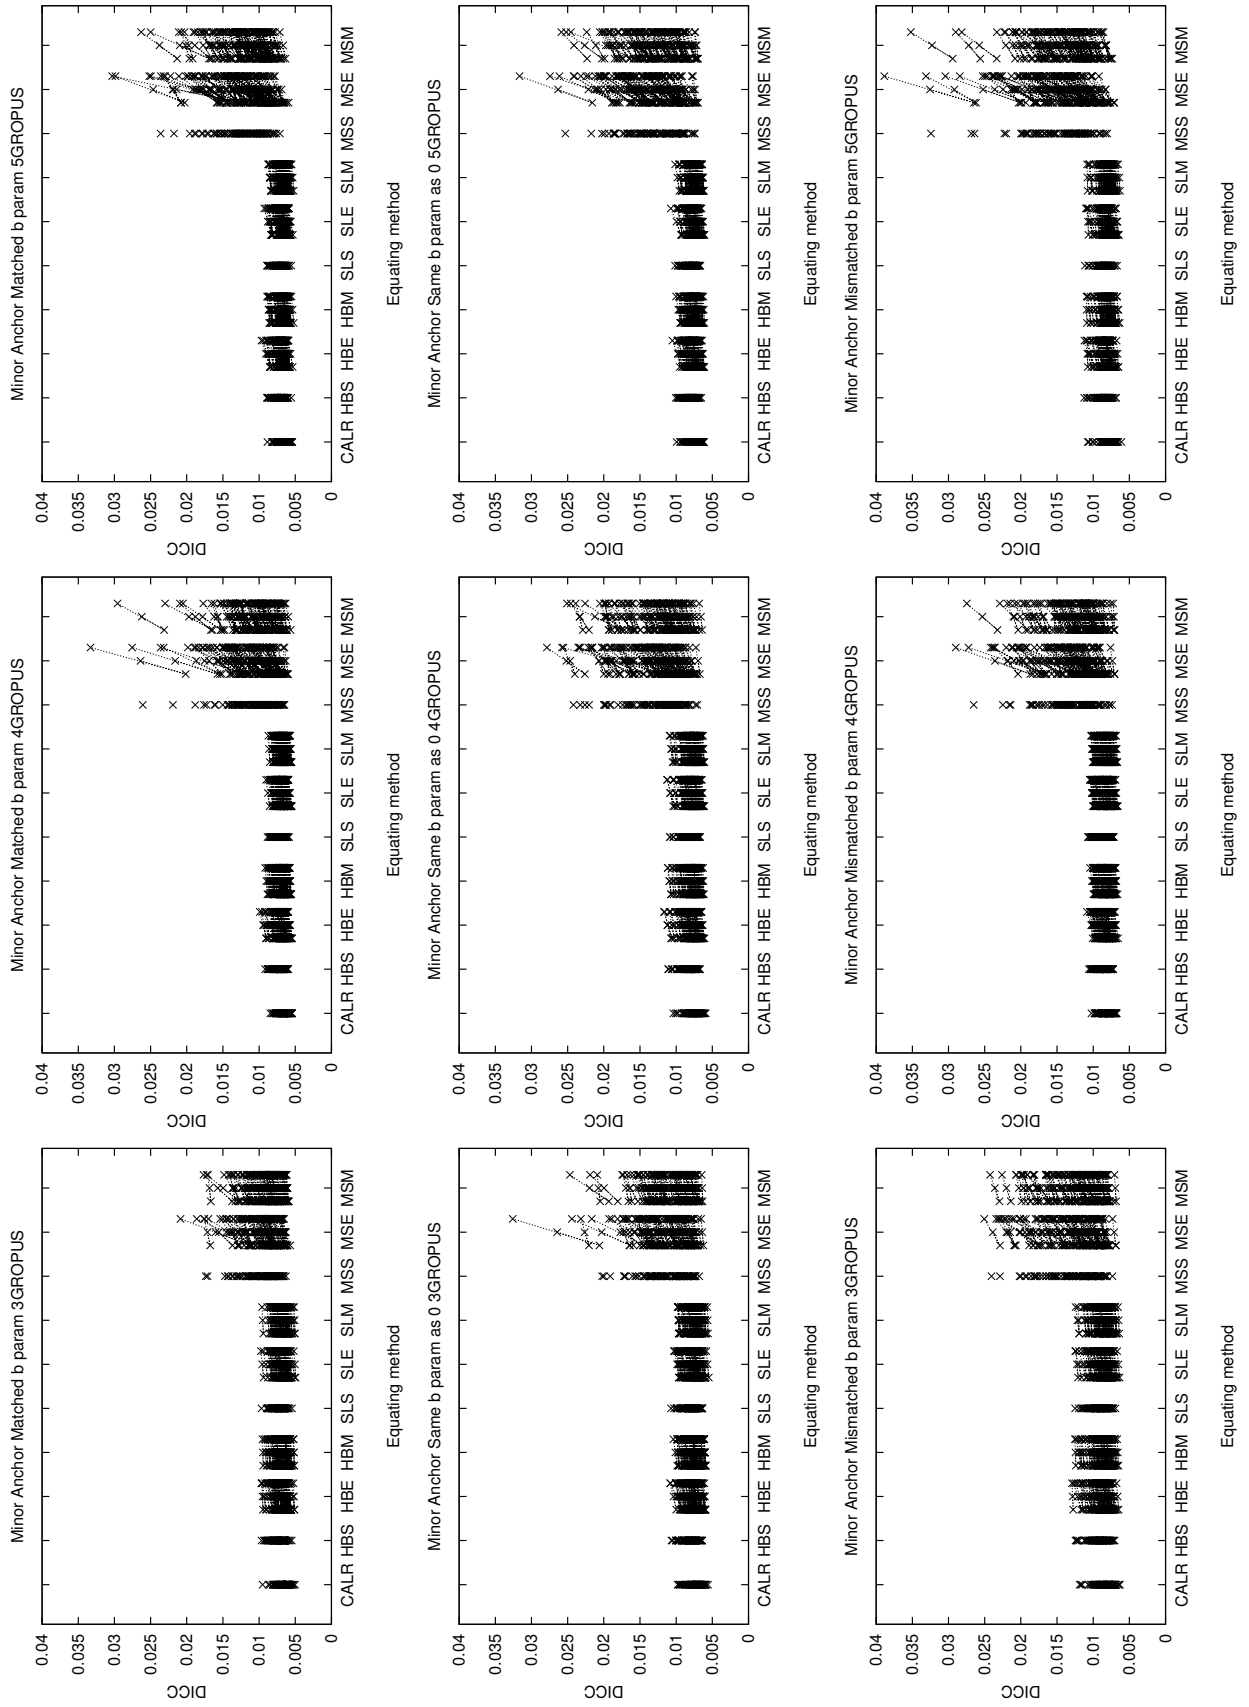 Minor Anchor Matched b param 3GROPUS
0.04
0.035
0.03
0.025
0.02
0.015
0.01
0.005
0
DICC
CALR HBS HBE HBM SLS SLE SLM MSS MSE MSM
Equating method
Minor Anchor Matched b param 4GROPUS
0.04
0.035
0.03
0.025
0.02
0.015
0.01
0.005
0
DICC
CALR HBS HBE HBM SLS SLE SLM MSS MSE MSM
Equating method
Minor Anchor Matched b param 5GROPUS
0.04
0.035
0.03
0.025
0.02
0.015
0.01
0.005
0
DICC
CALR HBS HBE HBM SLS SLE SLM MSS MSE MSM
Equating method
Minor Anchor Same b param as 0 3GROPUS
0.04
0.035
0.03
0.025
0.02
0.015
0.01
0.005
0
DICC
CALR HBS HBE HBM SLS SLE SLM MSS MSE MSM
Equating method
Minor Anchor Same b param as 0 4GROPUS
0.04
0.035
0.03
0.025
0.02
0.015
0.01
0.005
0
DICC
CALR HBS HBE HBM SLS SLE SLM MSS MSE MSM
Equating method
Minor Anchor Same b param as 0 5GROPUS
0.04
0.035
0.03
0.025
0.02
0.015
0.01
0.005
0
DICC
CALR HBS HBE HBM SLS SLE SLM MSS MSE MSM
Equating method
Minor Anchor Mismatched b param 3GROPUS
0.04
0.035
0.03
0.025
0.02
0.015
0.01
0.005
0
DICC
CALR HBS HBE HBM SLS SLE SLM MSS MSE MSM
Equating method
Minor Anchor Mismatched b param 4GROPUS
0.04
0.035
0.03
0.025
0.02
0.015
0.01
0.005
0
DICC
CALR HBS HBE HBM SLS SLE SLM MSS MSE MSM
Equating method
Minor Anchor Mismatched b param 5GROPUS
0.04
0.035
0.03
0.025
0.02
0.015
0.01
0.005
0
DICC
CALR HBS HBE HBM SLS SLE SLM MSS MSE MSM
Equating method